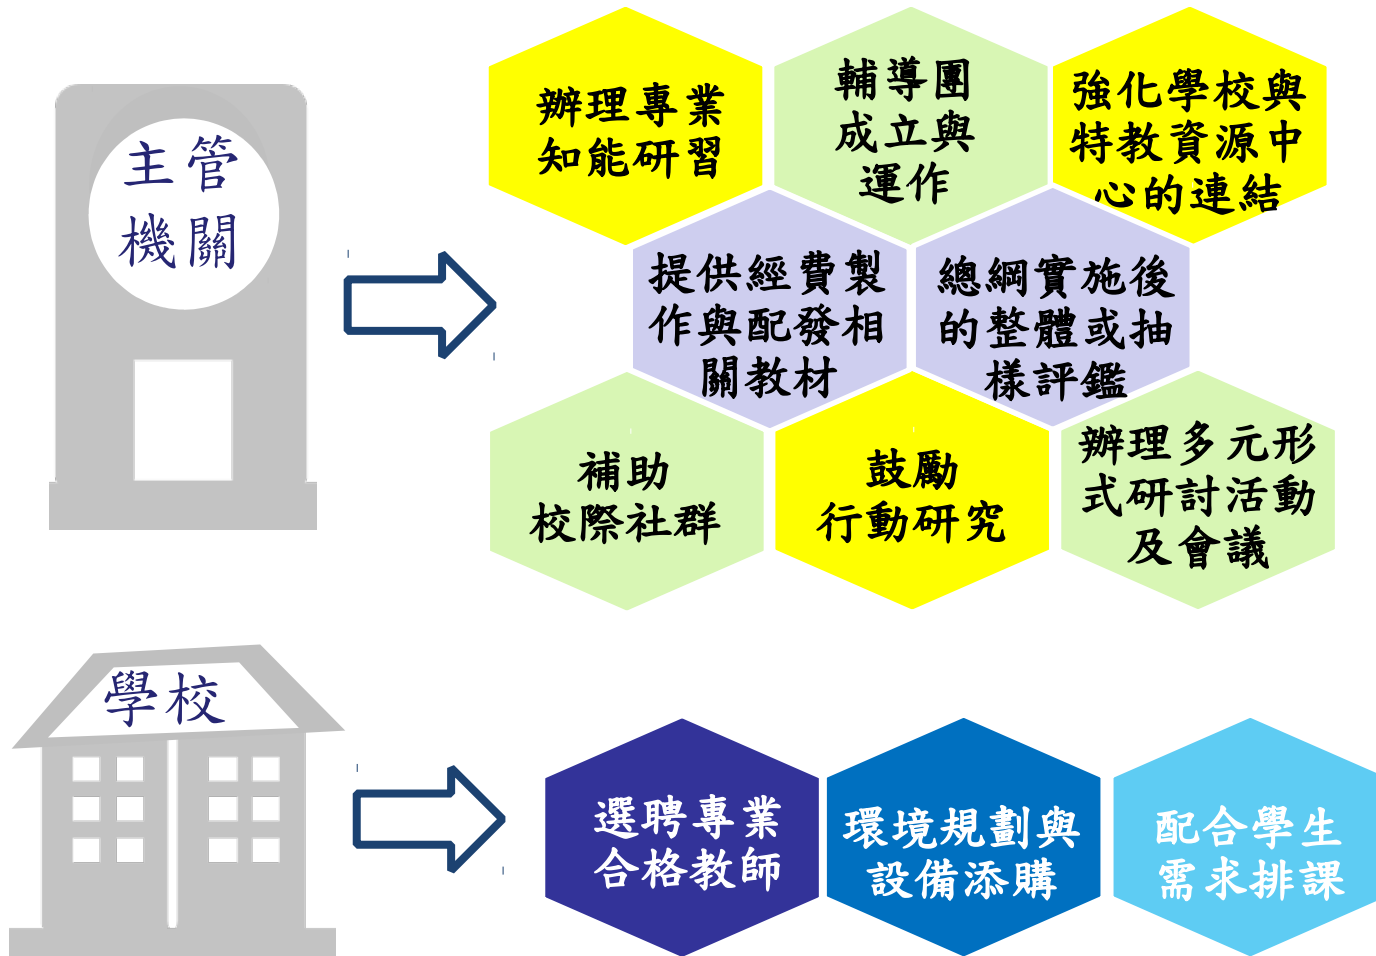 主管
機關
辦理專業
知能研習
輔導團
成立與
運作
強化學校與
特教資源中
心的連結
提供經費製
作與配發相
關教材
總綱實施後
的整體或抽
樣評鑑
補助
校際社群
鼓勵
行動研究
辦理多元形
式研討活動
及會議
學校
選聘專業
合格教師
環境規劃與
設備添購
配合學生
需求排課